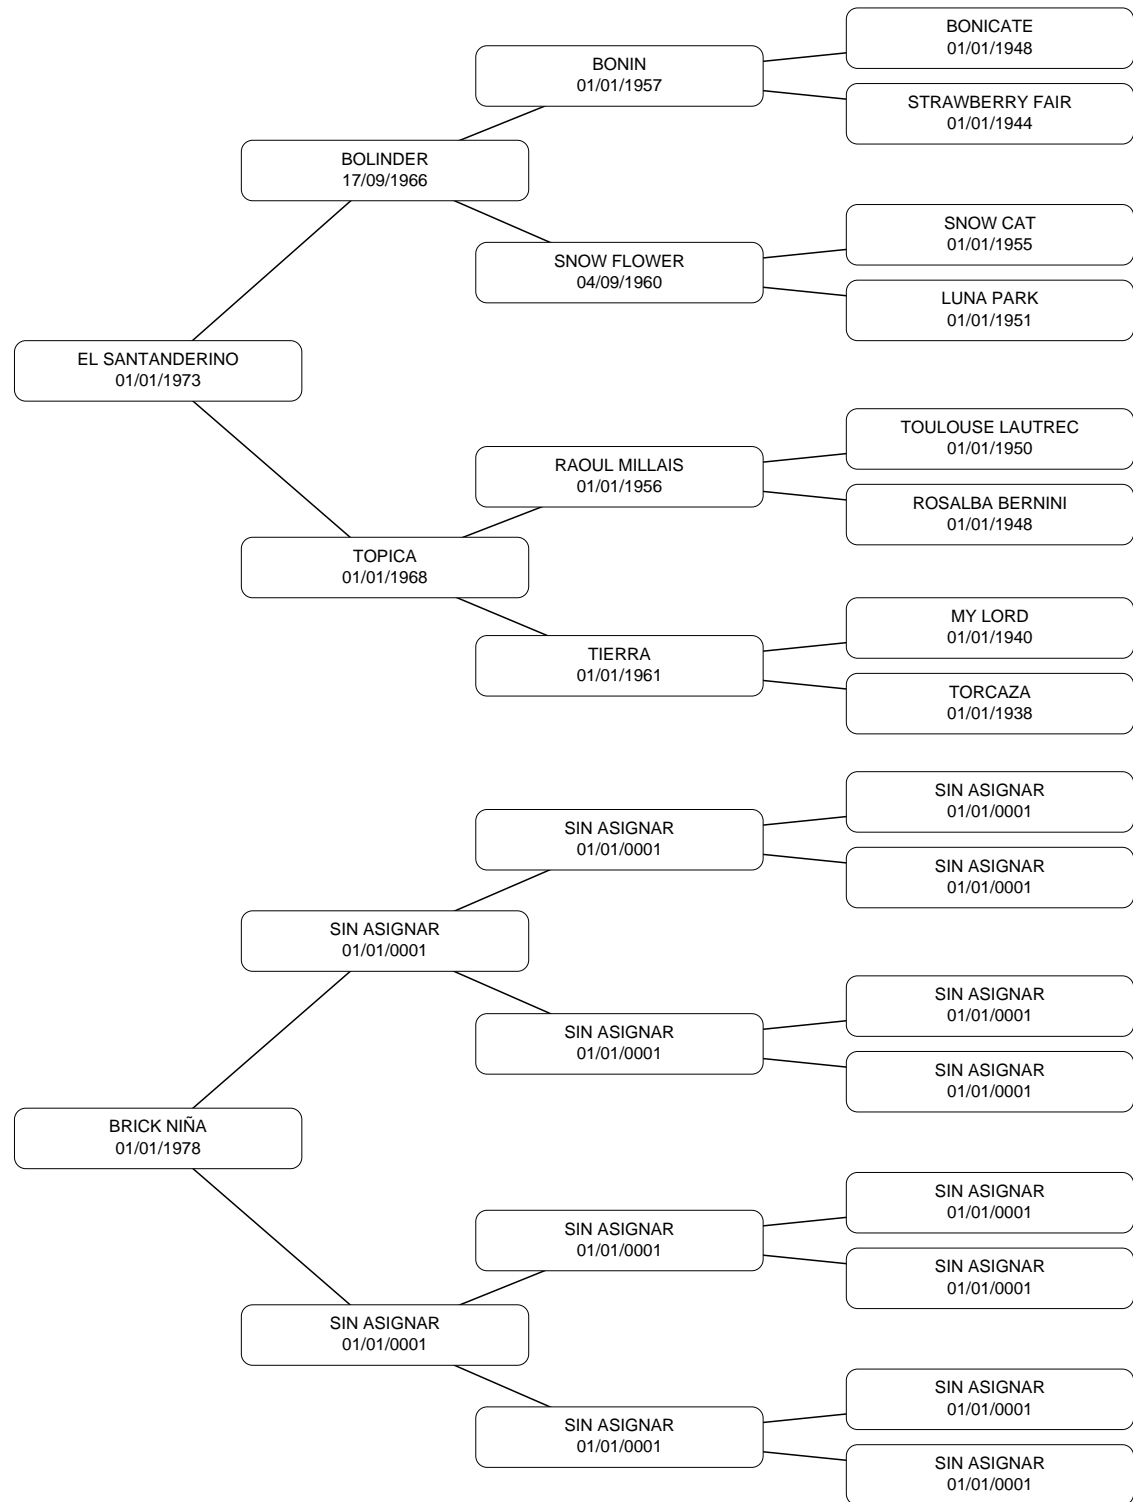 BONICATE
01/01/1948
BONIN
01/01/1957
STRAWBERRY FAIR
01/01/1944
BOLINDER
17/09/1966
SNOW CAT
01/01/1955
SNOW FLOWER
04/09/1960
LUNA PARK
01/01/1951
EL SANTANDERINO
01/01/1973
TOULOUSE LAUTREC
01/01/1950
RAOUL MILLAIS
01/01/1956
ROSALBA BERNINI
01/01/1948
TOPICA
01/01/1968
MY LORD
01/01/1940
TIERRA
01/01/1961
TORCAZA
01/01/1938
SIN ASIGNAR
01/01/0001
SIN ASIGNAR
01/01/0001
SIN ASIGNAR
01/01/0001
SIN ASIGNAR
01/01/0001
SIN ASIGNAR
01/01/0001
SIN ASIGNAR
01/01/0001
SIN ASIGNAR
01/01/0001
BRICK NIÑA
01/01/1978
SIN ASIGNAR
01/01/0001
SIN ASIGNAR
01/01/0001
SIN ASIGNAR
01/01/0001
SIN ASIGNAR
01/01/0001
SIN ASIGNAR
01/01/0001
SIN ASIGNAR
01/01/0001
SIN ASIGNAR
01/01/0001